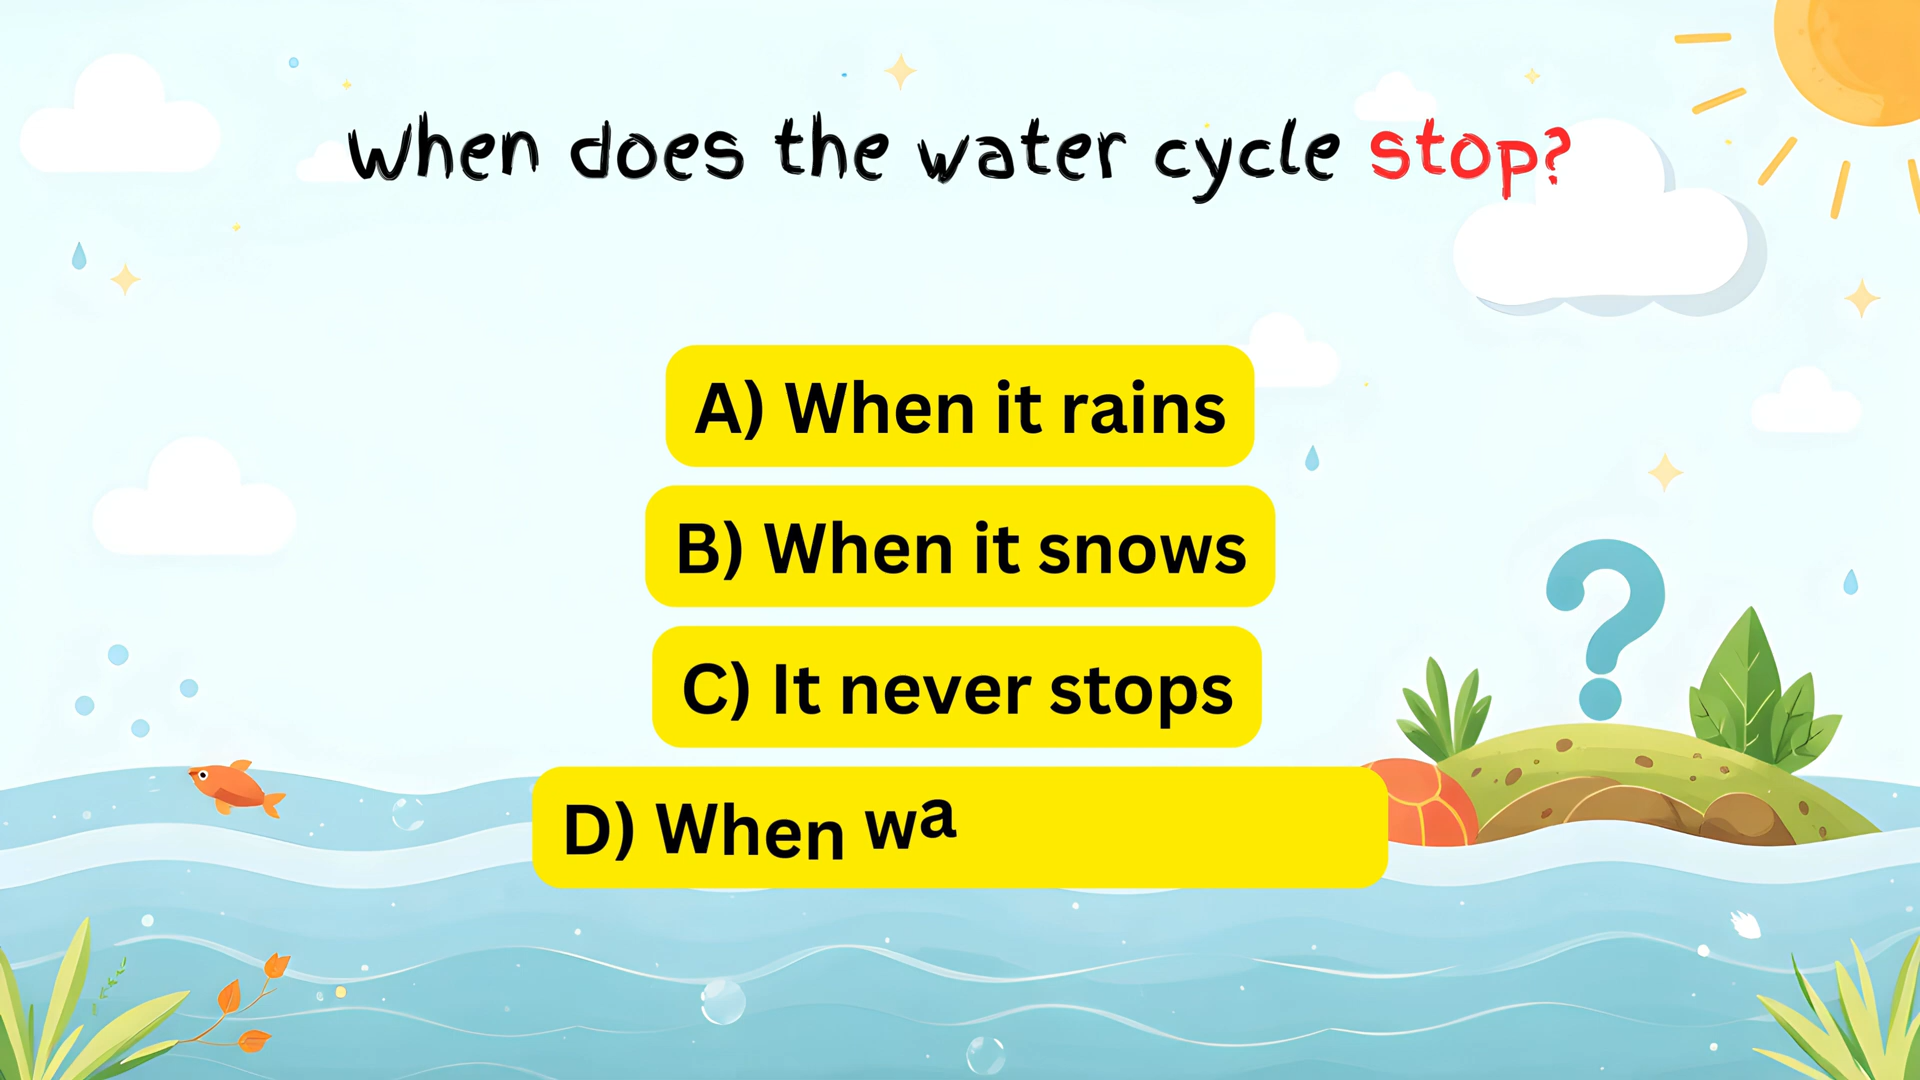 When does the water cycle stop?
A) When it rains
B) When it snows
C) It never stops
D) When wa
?